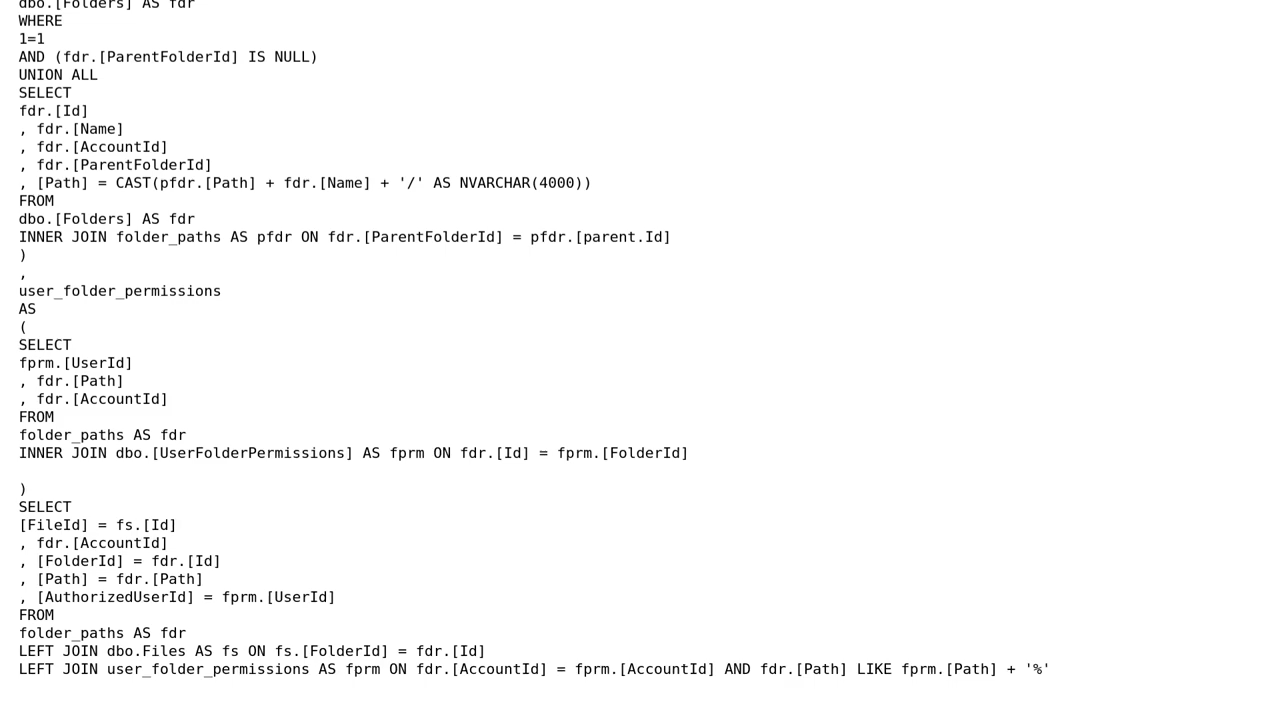 dbo.[Folders] AS fdr
WHERE
1=1
AND (fdr.[ParentFolderId] IS NULL)
UNION ALL
SELECT
fdr.[Id]
, fdr.[Name]
, fdr.[AccountId]
, fdr.[ParentFolderId]
, [Path] = CAST(pfdr.[Path] + fdr.[Name] + '/' AS NVARCHAR(4000))
FROM
dbo.[Folders] AS fdr
INNER JOIN folder_paths AS pfdr ON fdr.[ParentFolderId] = pfdr.[parent.Id]
)
,
user_folder_permissions
AS
(
SELECT
fprm.[UserId]
, fdr.[Path]
, fdr.[AccountId]
FROM
folder_paths AS fdr
INNER JOIN dbo.[UserFolderPermissions] AS fprm ON fdr.[Id] = fprm.[FolderId]
)
SELECT
[FileId] = fs.[Id]
, fdr.[AccountId]
, [FolderId] = fdr.[Id]
, [Path] = fdr.[Path]
, [AuthorizedUserId] = fprm.[UserId]
FROM
folder_paths AS fdr
LEFT JOIN dbo.Files AS fs ON fs.[FolderId] = fdr.[Id]
LEFT JOIN user_folder_permissions AS fprm ON fdr.[AccountId] = fprm.[AccountId] AND fdr.[Path] LIKE fprm.[Path] + '%'